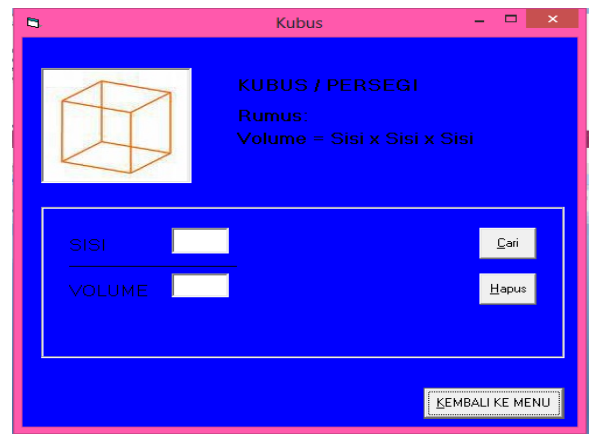 Kubus
KUBUS / PERSEGI
Rumus:
Volume = Sisi x Sisi x Sisi
SISI
Cari
VOLUME
Hapus
KEMBALI KE MENU